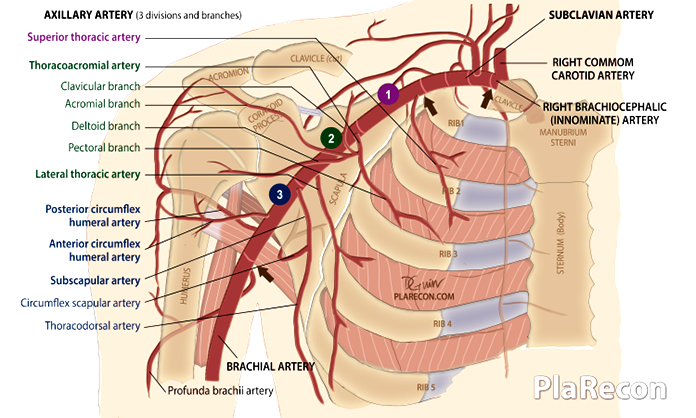 AXILLARY ARTERY (3 divisions and branches)
Superior thoracic artery
Thoracoacromial artery
Clavicular branch
Acromial branch
Deltoid branch
Pectoral branch
Lateral thoracic artery
Posterior circumflex
humeral artery
Anterior circumflex
humeral artery
Subscapular artery
Circumflex scapular artery
Thoracodorsal artery
BRACHIAL ARTERY
Profunda brachii artery
SUBCLAVIAN ARTERY
RIGHT COMMOM
CAROTID ARTERY
RIGHT BRACHIOCEPHALIC
(INNOMINATE) ARTERY
CLAVICLE (cut)
ACROMION
CORACOID
PROCESS
CLAVICLE
MANUBRIUM
STERNI
STERNUM (Body)
SCAPULA
HUMERUS
1
2
3
RIB1
RIB 2
RIB 3
RIB 4
RIB 5
PLARECON.COM
PlaRecon